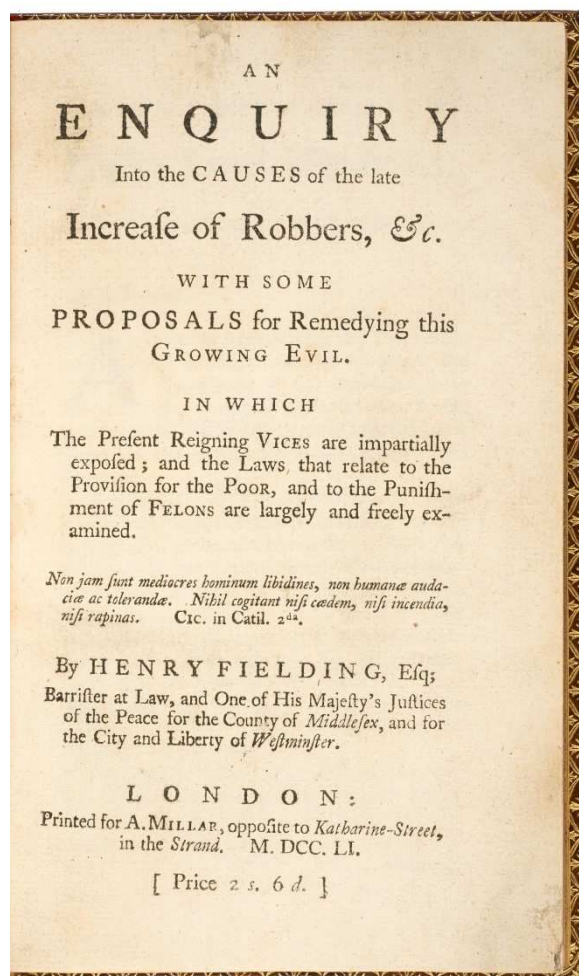 AN
ENQUIRY
Into the CAUSES of the late
Increaſe of Robbers, &c.
WITH SOME
PROPOSALS for Remedying this
GROWING EVIL.
IN WHICH
The Preſent Reigning VICES are impartially
expoſed; and the Laws that relate to the
Proviſion for the POOR, and to the Puniſh-
ment of FELONS are largely and freely ex-
amined.
Non jam ſunt mediocres hominum libidines, non humanæ auda-
ciæ ac tolerandæ. Nihil cogitant niſi cædem, niſi incendia,
niſi rapinas. CIC. in Catil. 2da.
By HENRY FIELDING, Eſq;
Barriſter at Law, and One of His Majeſty's Juſtices
of the Peace for the County of Middleſex, and for
the City and Liberty of Weſtminſter.
LONDON:
Printed for A. MILLAR, oppoſite to Katharine-Street,
in the Strand. M. DCC. LI.
[ Price 2 s. 6 d. ]